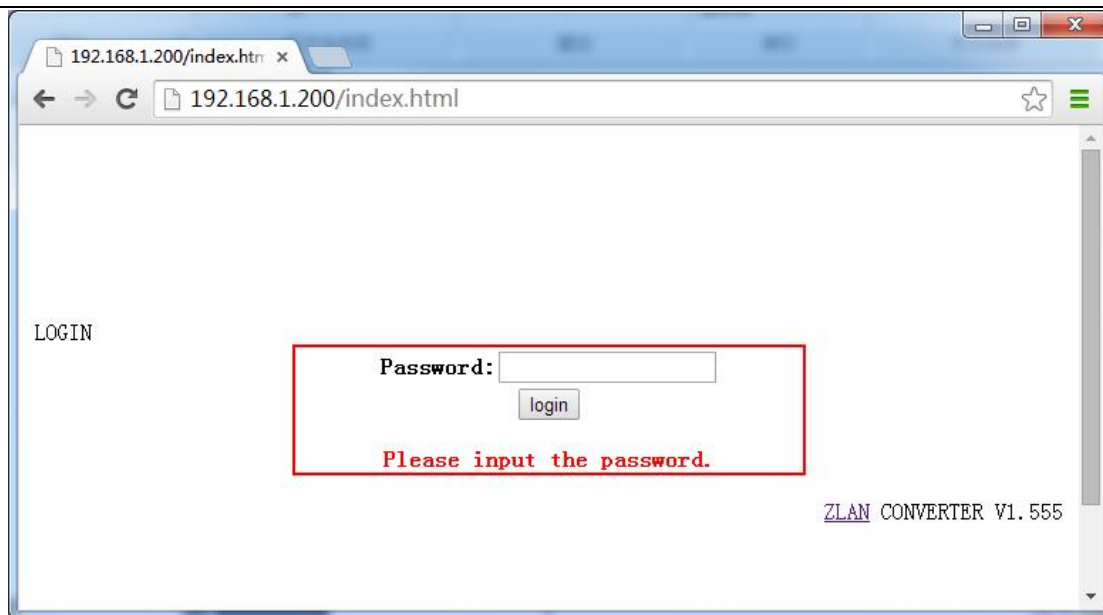 192.168.1.200/index.htm
192.168.1.200/index.html
LOGIN
Password:
login
Please input the password.
ZLAN CONVERTER V1.555